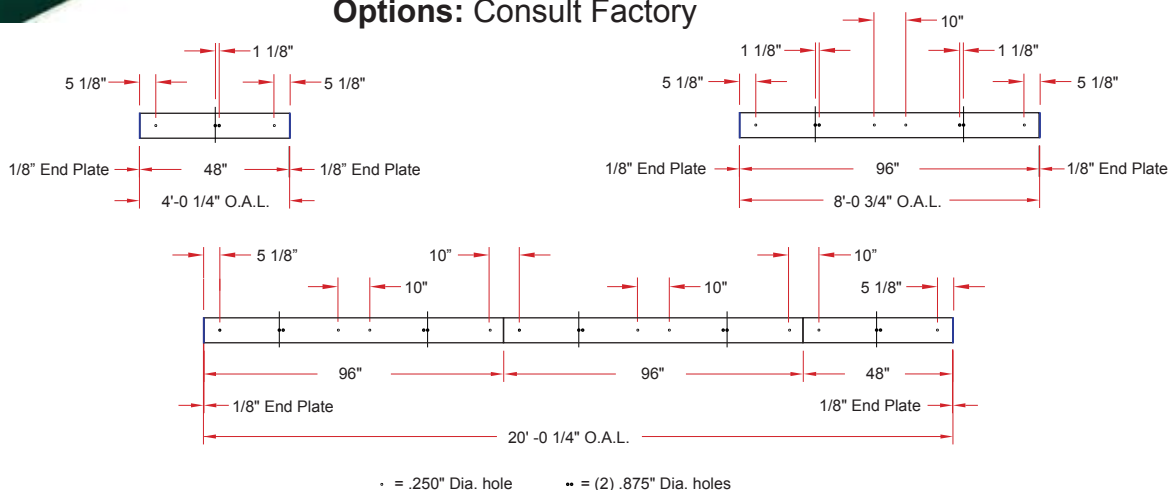 Options: Consult Factory
1 1/8"
5 1/8"
5 1/8"
1/8” End Plate
48"
1/8" End Plate
4'-0 1/4" O.A.L.
10"
1 1/8"
1 1/8"
5 1/8"
5 1/8"
1/8" End Plate
96"
1/8" End Plate
8'-0 3/4" O.A.L.
5 1/8”
10”
10"
10"
10"
5 1/8"
96"
96"
48"
1/8" End Plate
1/8" End Plate
20' -0 1/4" O.A.L.
= .250" Dia. hole
= (2) .875" Dia. holes